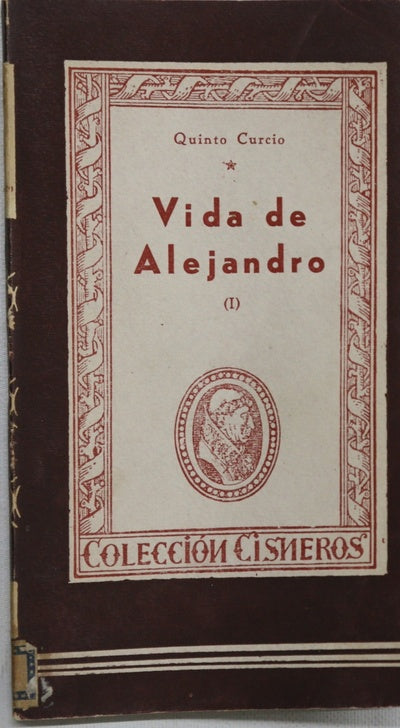 Quinto Curcio
Vida de
Alejandro
(I)
COLECCIÓN CISNEROS